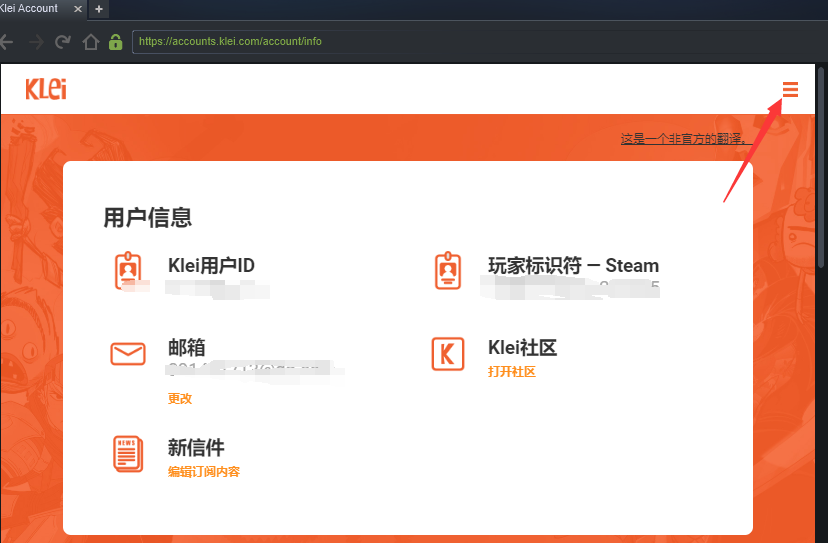 Klei Account
https://accounts.klei.com/account/info
KLei
这是一个非官方的翻译。
用户信息
Klei用户ID
玩家标识符 — Steam
邮箱
更改
Klei社区
打开社区
NEWS
新信件
编辑订阅内容